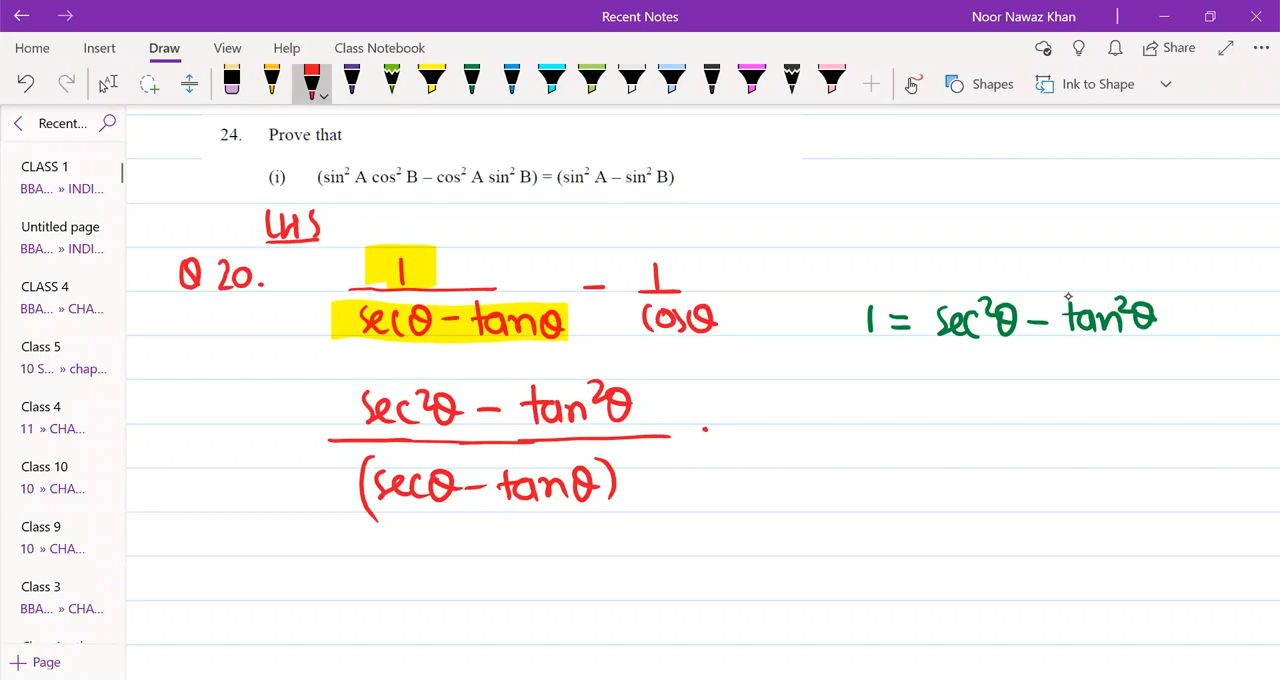 Recent Notes
Noor Nawaz Khan
Home Insert Draw View Help Class Notebook
Share
Shapes
Ink to Shape
Recent...
CLASS 1
BBA... » INDI...
Untitled page
BBA... » INDI...
CLASS 4
BBA... » CHA...
Class 5
10 S... » chap...
Class 4
11 » CHA...
Class 10
10 » CHA...
Class 9
10 » CHA...
Class 3
BBA... » CHA...
Page
24. Prove that
(i) (sin² A cos² B – cos² A sin² B) = (sin² A – sin² B)
LHS
Q 20.
1 / secθ – tanθ – 1 / cosθ
1 = sec²θ – tan²θ
sec²θ – tan²θ .
(secθ – tanθ)